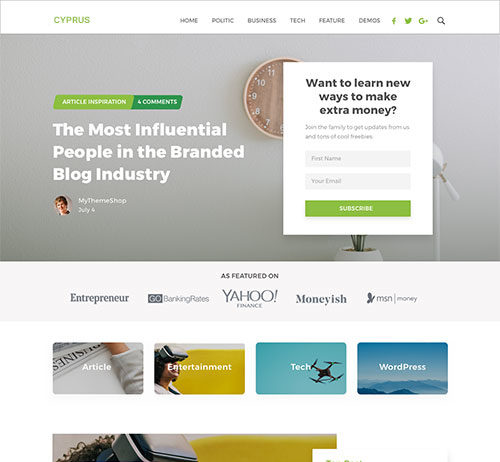 CYPRUS
HOME POLITIC BUSINESS TECH FEATURE DEMOS
ARTICLE INSPIRATION 4 COMMENTS
The Most Influential
People in the Branded
Blog Industry
MyThemeShop
July 4
Want to learn new
ways to make
extra money?
Join the family to get updates from us
and tons of cool freebies.
First Name
Your Email
SUBSCRIBE
AS FEATURED ON
Entrepreneur GOBankingRates YAHOO! FINANCE Moneyish msn money
Article Entertainment Tech WordPress